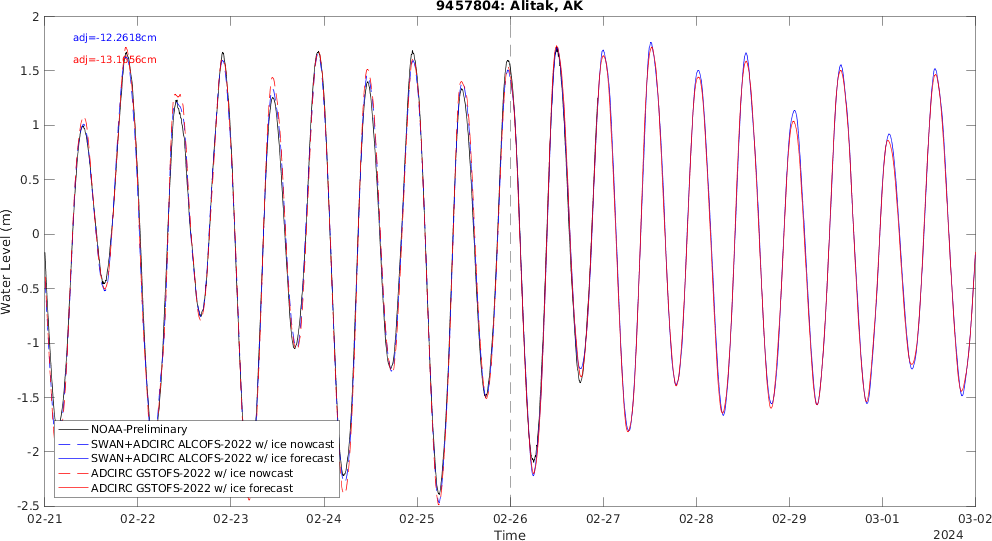 9457804: Alitak, AK
adj=-12.2618cm
adj=-13.1656cm
Water Level (m)
2
1.5
1
0.5
0
-0.5
-1
-1.5
-2
-2.5
NOAA-Preliminary
SWAN+ADCIRC ALCOFS-2022 w/ ice nowcast
SWAN+ADCIRC ALCOFS-2022 w/ ice forecast
ADCIRC GSTOFS-2022 w/ ice nowcast
ADCIRC GSTOFS-2022 w/ ice forecast
02-21 02-22 02-23 02-24 02-25 02-26 02-27 02-28 02-29 03-01 03-02
Time
2024